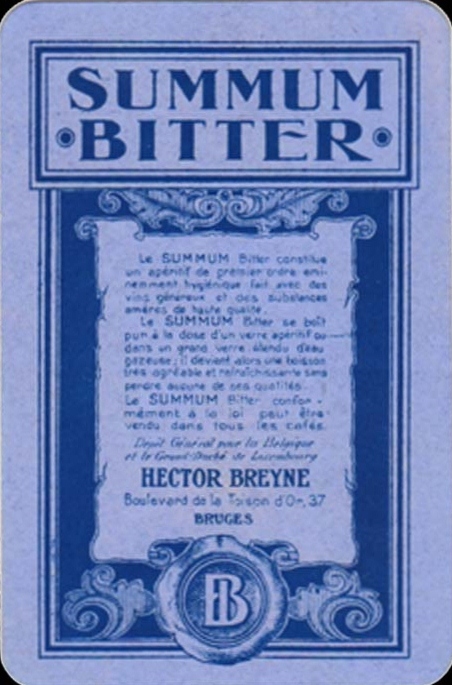 SUMMUM
BITTER
Le SUMMUM Bitter constitue
un apéritif de premier ordre émi-
nemment hygiénique fait avec des
vins généreux et des substances
amères de haute qualité.
Le SUMMUM Bitter se boit
pur à la dose d'un verre apéritif ou
dans un grand verre étendu d'eau
gazeuse; il devient alors une boisson
très agréable et rafraîchissante sans
perdre aucune de ses qualités.
Le SUMMUM Bitter confor-
mément à la loi peut être
vendu dans tous les cafés.
Dépôt Général pour la Belgique
et le Grand-Duché de Luxembourg
HECTOR BREYNE
Boulevard de la Toison d'Or, 37
BRUGES
HB